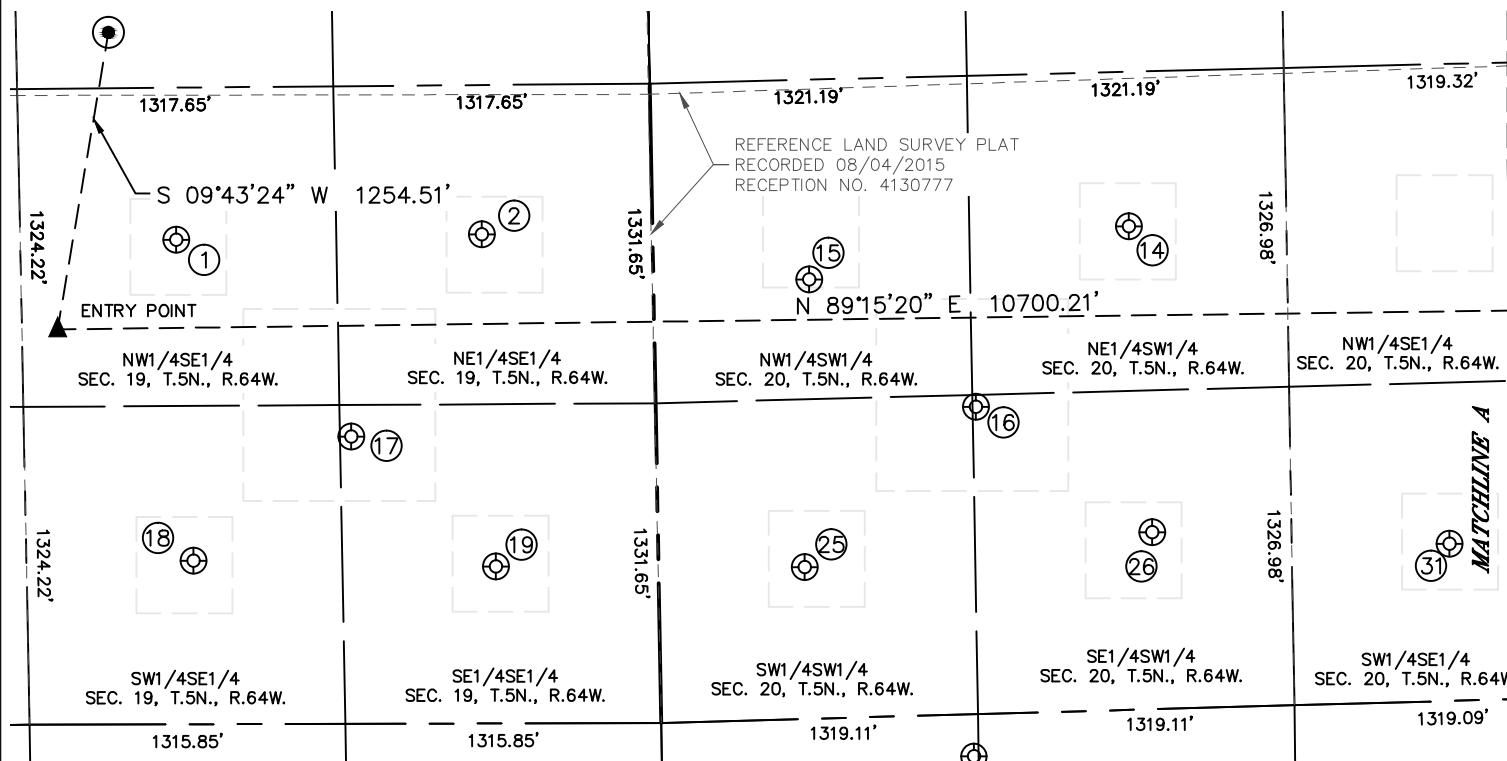 1317.65'
1317.65'
1321.19'
1321.19'
1319.32'
REFERENCE LAND SURVEY PLAT
RECORDED 08/04/2015
RECEPTION NO. 4130777
S 09°43'24" W 1254.51'
1324.22'
1
2
1331.65'
15
14
1326.98'
ENTRY POINT
N 89°15'20" E 10700.21'
NW1/4SE1/4
SEC. 19, T.5N., R.64W.
NE1/4SE1/4
SEC. 19, T.5N., R.64W.
NW1/4SW1/4
SEC. 20, T.5N., R.64W.
NE1/4SW1/4
SEC. 20, T.5N., R.64W.
NW1/4SE1/4
SEC. 20, T.5N., R.64W.
17
16
MATCHLINE A
1324.22'
18
19
1331.65'
25
26
1326.98'
31
SW1/4SE1/4
SEC. 19, T.5N., R.64W.
SE1/4SE1/4
SEC. 19, T.5N., R.64W.
SW1/4SW1/4
SEC. 20, T.5N., R.64W.
SE1/4SW1/4
SEC. 20, T.5N., R.64W.
SW1/4SE1/4
SEC. 20, T.5N., R.64W
1315.85'
1315.85'
1319.11'
1319.11'
1319.09'